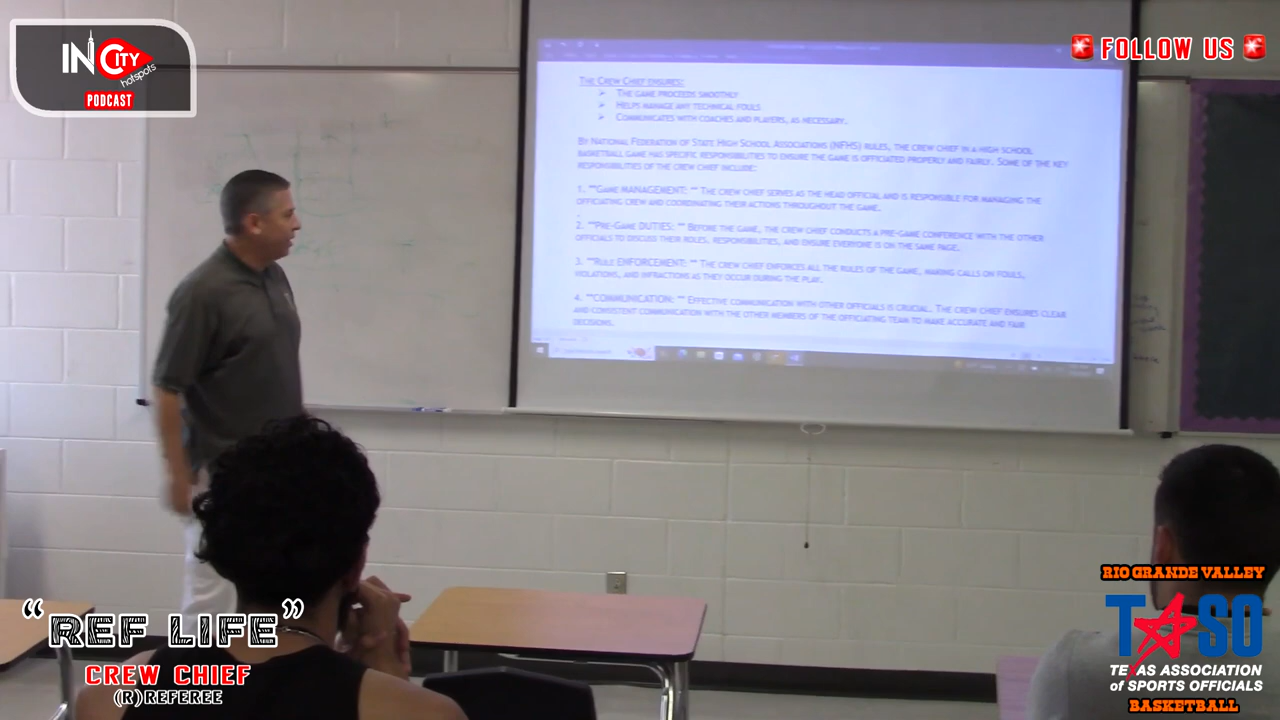 IN CITY
hotspots
PODCAST
🚨 FOLLOW US 🚨
THE CREW CHIEF ENSURES:
➢ THE GAME PROCEEDS SMOOTHLY
➢ HELPS MANAGE ANY TECHNICAL FOULS
➢ COMMUNICATES WITH COACHES AND PLAYERS, AS NECESSARY.
BY NATIONAL FEDERATION OF STATE HIGH SCHOOL ASSOCIATIONS (NFHS) RULES, THE CREW CHIEF IN A HIGH SCHOOL
BASKETBALL GAME HAS SPECIFIC RESPONSIBILITIES TO ENSURE THE GAME IS OFFICIATED PROPERLY AND FAIRLY. SOME OF THE KEY
RESPONSIBILITIES OF THE CREW CHIEF INCLUDE:
1. **GAME MANAGEMENT: ** THE CREW CHIEF SERVES AS THE HEAD OFFICIAL AND IS RESPONSIBLE FOR MANAGING THE
OFFICIATING CREW AND COORDINATING THEIR ACTIONS THROUGHOUT THE GAME.
2. **PRE-GAME DUTIES: ** BEFORE THE GAME, THE CREW CHIEF CONDUCTS A PRE-GAME CONFERENCE WITH THE OTHER
OFFICIALS TO DISCUSS THEIR ROLES, RESPONSIBILITIES, AND ENSURE EVERYONE IS ON THE SAME PAGE.
3. **RULE ENFORCEMENT: ** THE CREW CHIEF ENFORCES ALL THE RULES OF THE GAME, MAKING CALLS ON FOULS,
VIOLATIONS, AND INFRACTIONS AS THEY OCCUR DURING THE PLAY.
4. **COMMUNICATION: ** EFFECTIVE COMMUNICATION WITH OTHER OFFICIALS IS CRUCIAL. THE CREW CHIEF ENSURES CLEAR
AND CONSISTENT COMMUNICATION WITH THE OTHER MEMBERS OF THE OFFICIATING TEAM TO MAKE ACCURATE AND FAIR
DECISIONS.
"REF LIFE"
CREW CHIEF
(R)REFEREE
RIO GRANDE VALLEY
TASO
TEXAS ASSOCIATION
of SPORTS OFFICIALS
BASKETBALL